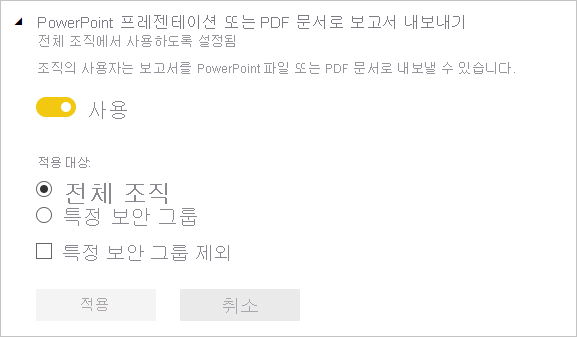 PowerPoint 프레젠테이션 또는 PDF 문서로 보고서 내보내기
전체 조직에서 사용하도록 설정됨
조직의 사용자는 보고서를 PowerPoint 파일 또는 PDF 문서로 내보낼 수 있습니다.
사용
적용 대상:
전체 조직
특정 보안 그룹
특정 보안 그룹 제외
적용 취소